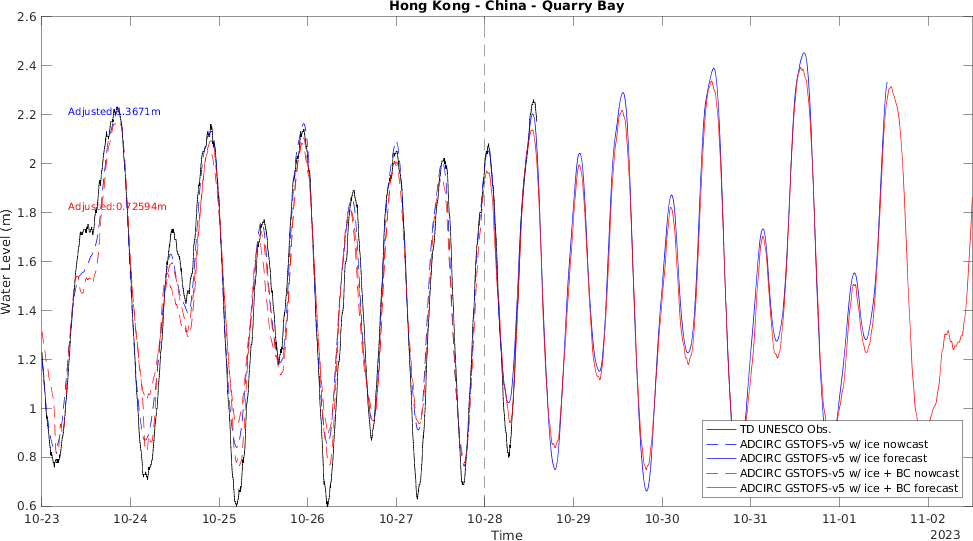 Hong Kong - China - Quarry Bay
2.6
2.4
2.2
2
1.8
1.6
1.4
1.2
1
0.8
0.6
Water Level (m)
Adjusted:1.3671m
Adjusted:0.72594m
TD UNESCO Obs.
ADCIRC GSTOFS-v5 w/ ice nowcast
ADCIRC GSTOFS-v5 w/ ice forecast
ADCIRC GSTOFS-v5 w/ ice + BC nowcast
ADCIRC GSTOFS-v5 w/ ice + BC forecast
10-23 10-24 10-25 10-26 10-27 10-28 10-29 10-30 10-31 11-01 11-02
Time
2023